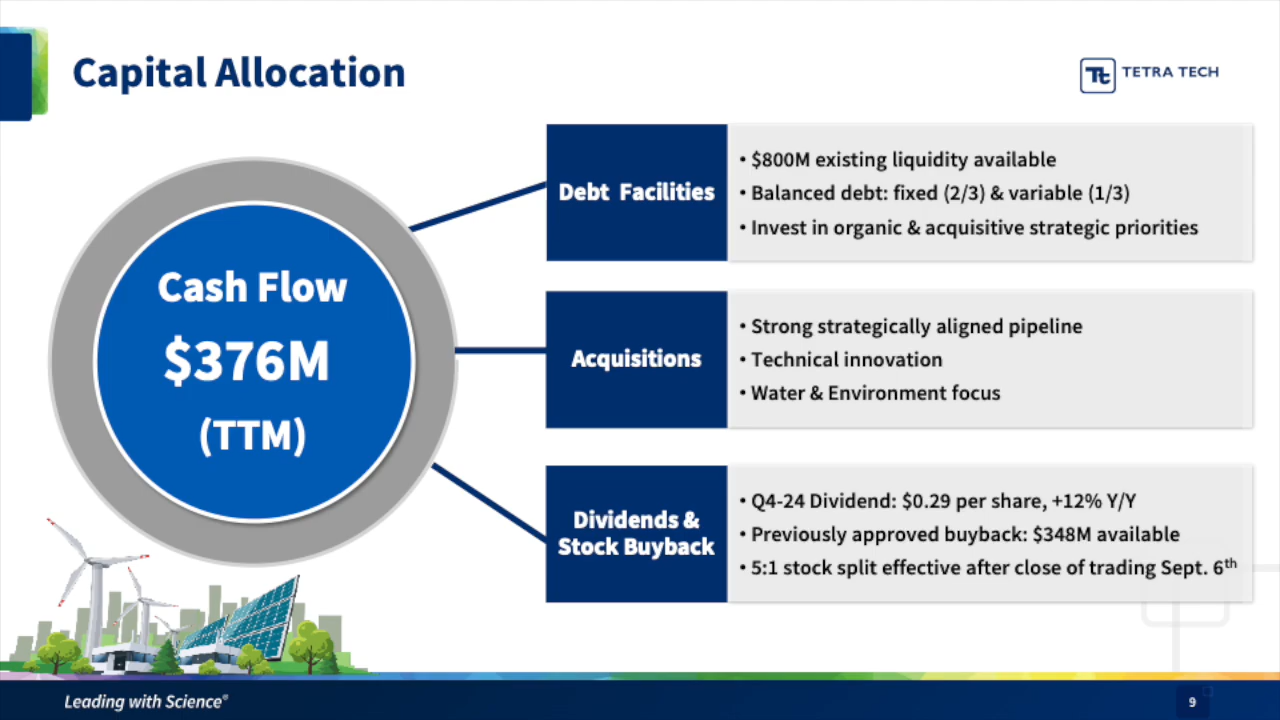 Capital Allocation
Tt TETRA TECH
Cash Flow
$376M
(TTM)
Debt Facilities
• $800M existing liquidity available
• Balanced debt: fixed (2/3) & variable (1/3)
• Invest in organic & acquisitive strategic priorities
Acquisitions
• Strong strategically aligned pipeline
• Technical innovation
• Water & Environment focus
Dividends &
Stock Buyback
• Q4-24 Dividend: $0.29 per share, +12% Y/Y
• Previously approved buyback: $348M available
• 5:1 stock split effective after close of trading Sept. 6th
Leading with Science®
9